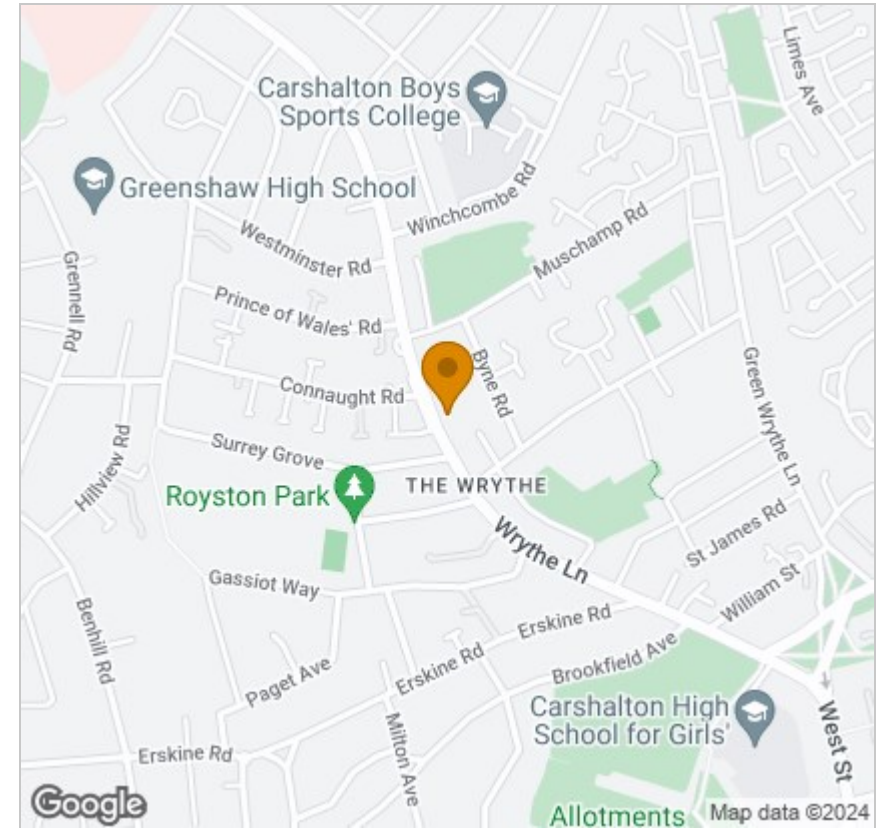 Limes Ave
Carshalton Boys
Sports College
Greenshaw High School
Winchcombe Rd
Muschamp Rd
Westminster Rd
Grennell Rd
Prince of Wales' Rd
Byne Rd
Green Wrythe Ln
Connaught Rd
Surrey Grove
Hillview Rd
Royston Park
THE WRYTHE
Wrythe Ln
St James Rd
Gassiot Way
William St
Benhill Rd
Erskine Rd
Brookfield Ave
Erskine Rd
Paget Ave
Carshalton High
School for Girls'
Milton Ave
West St
Erskine Rd
Google
Allotments
Map data ©2024